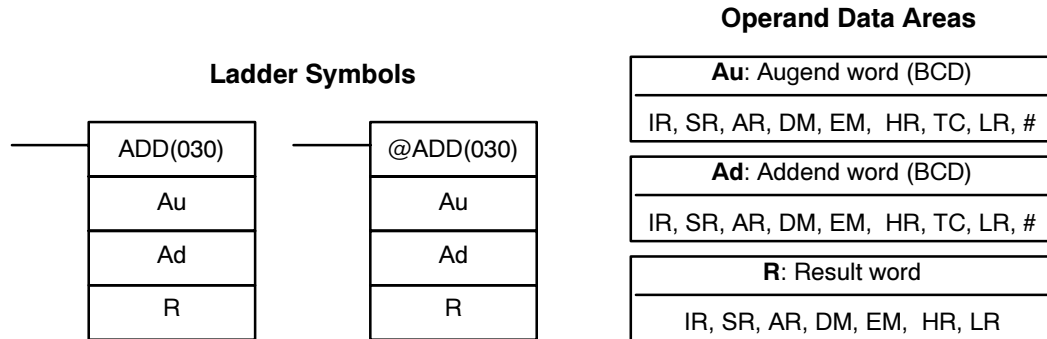 Ladder Symbols
ADD(030)
Au
Ad
R
@ADD(030)
Au
Ad
R
Operand Data Areas
Au: Augend word (BCD)
IR, SR, AR, DM, EM, HR, TC, LR, #
Ad: Addend word (BCD)
IR, SR, AR, DM, EM, HR, TC, LR, #
R: Result word
IR, SR, AR, DM, EM, HR, LR